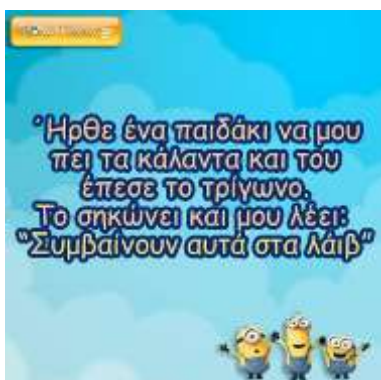 Ήρθε ένα παιδάκι να μου
πει τα κάλαντα και του
έπεσε το τρίγωνο.
Το σηκώνει και μου λέει:
“Συμβαίνουν αυτά στα λάιβ”